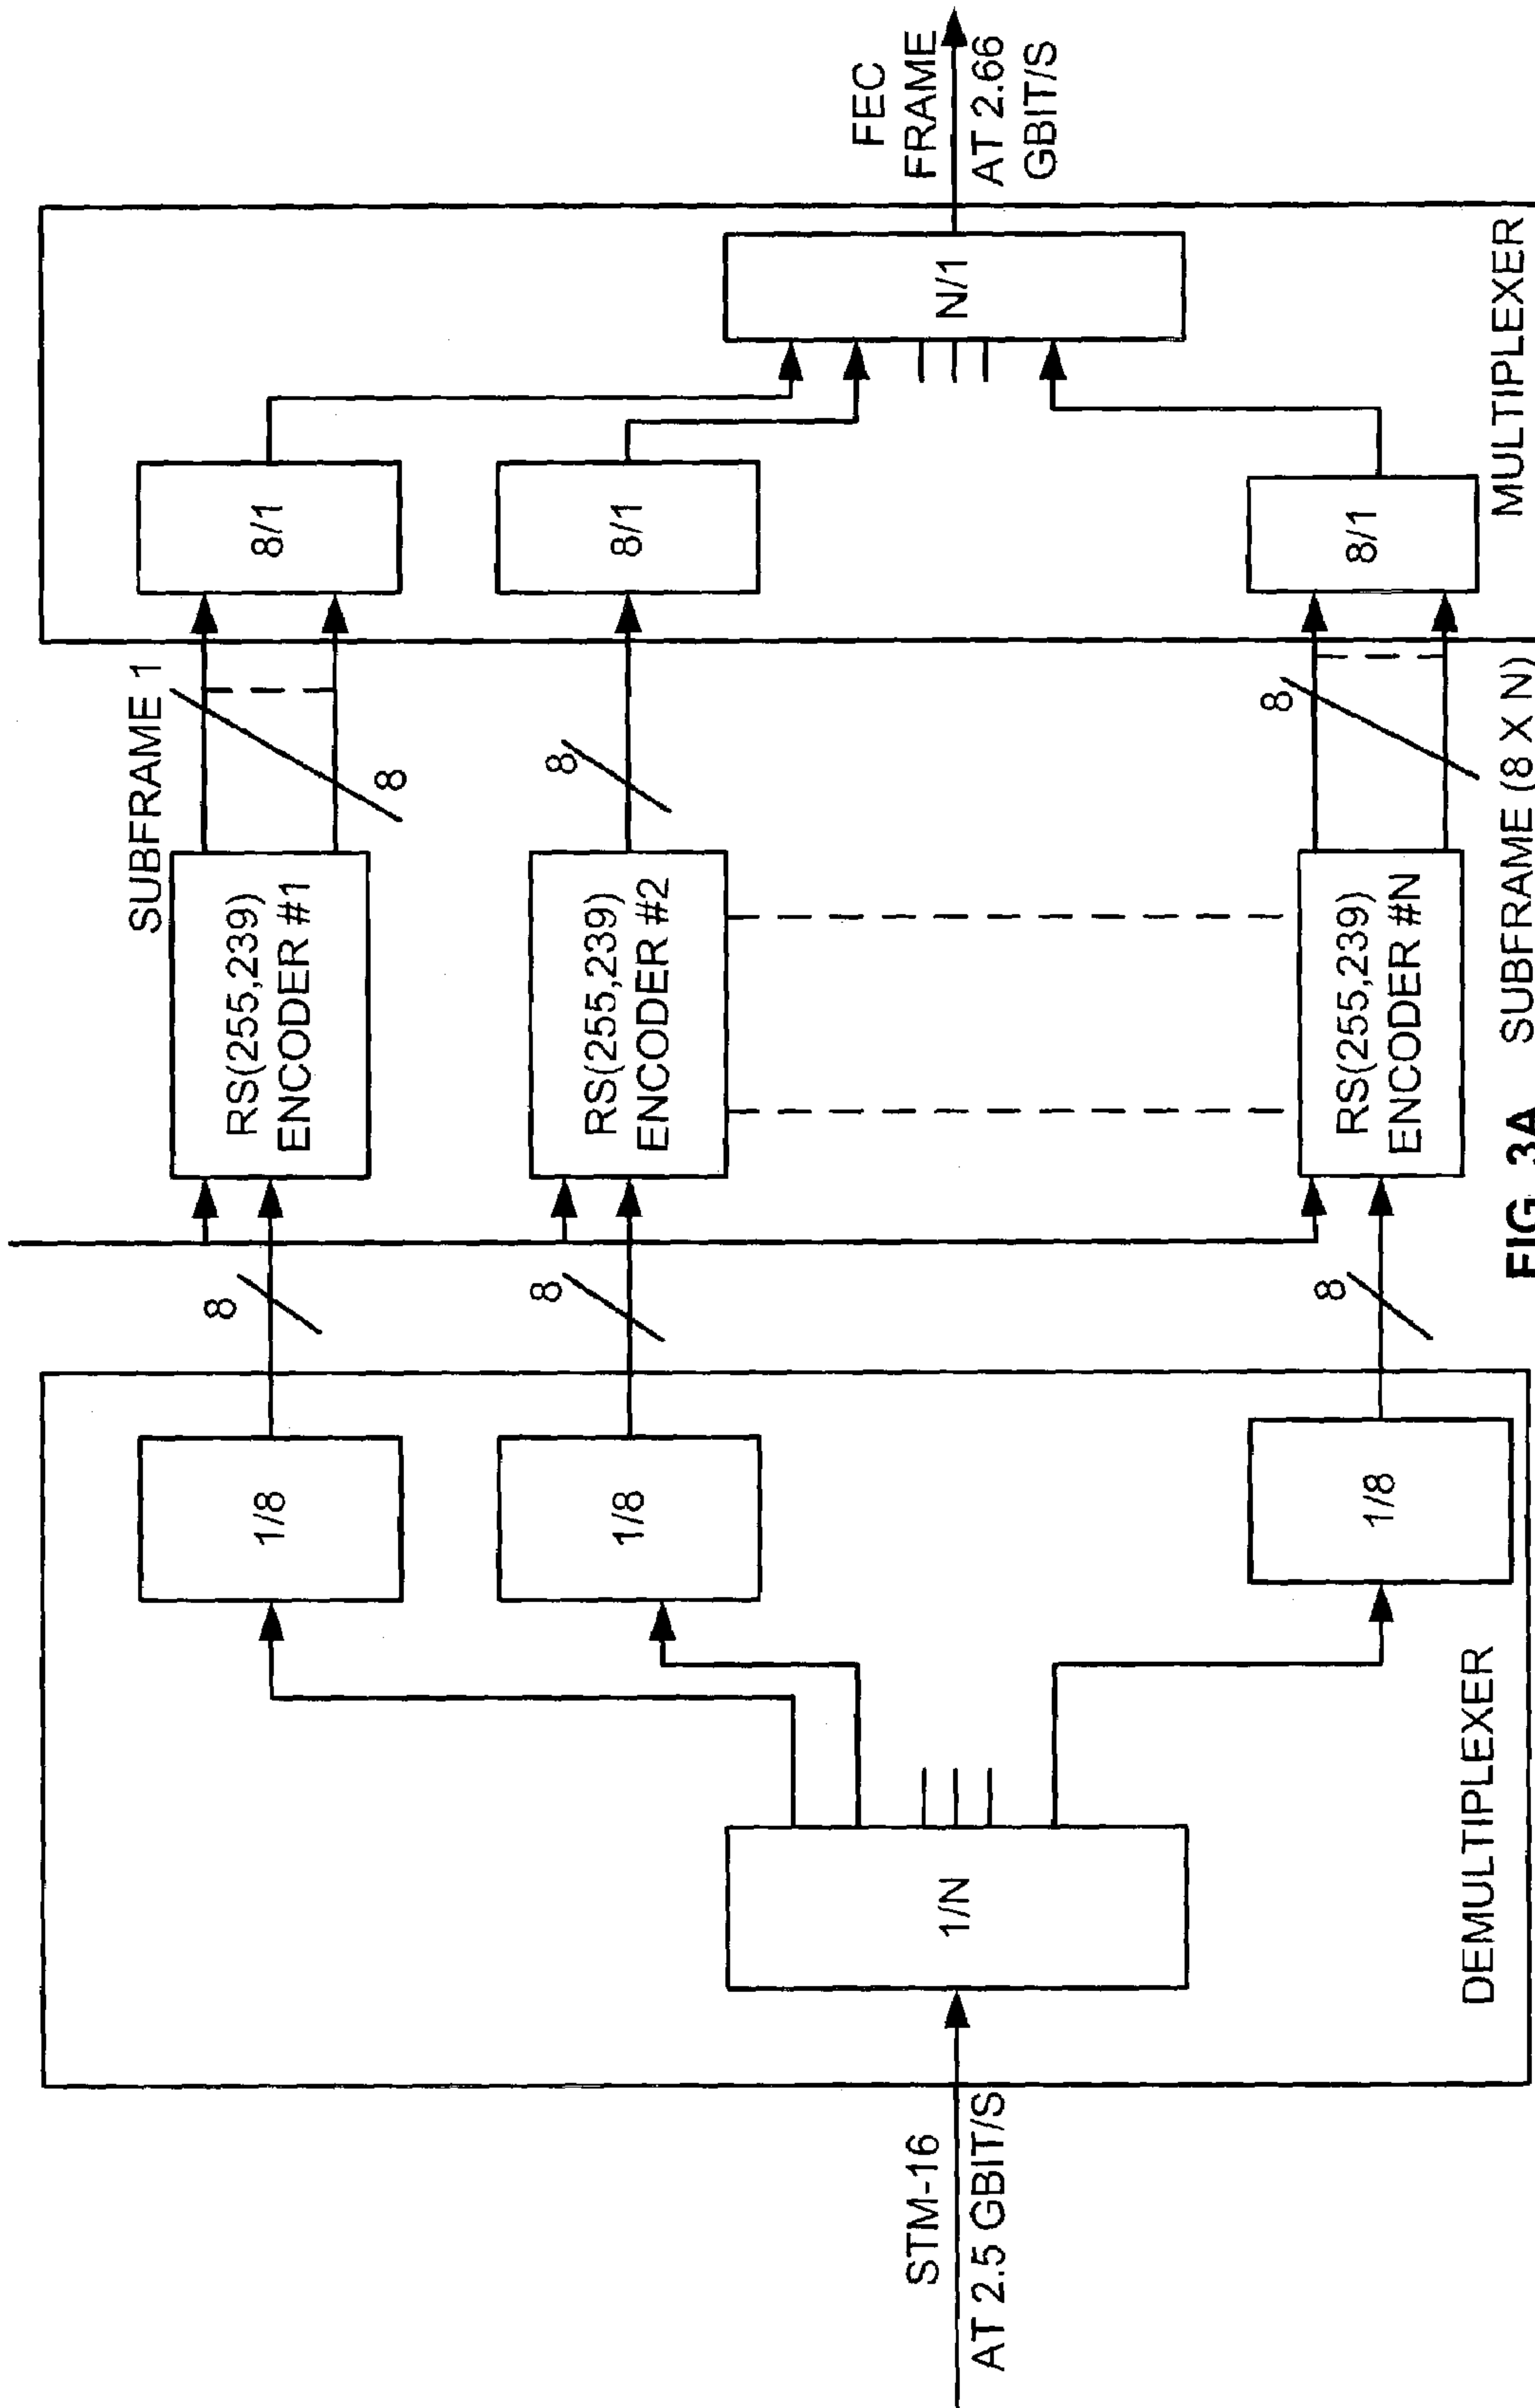 STM-16
AT 2.5 GBIT/S
1/N
DEMULTIPLEXER
1/8
1/8
1/8
8
8
8
RS(255,239)
ENCODER #1
RS(255,239)
ENCODER #2
RS(255,239)
ENCODER #N
SUBFRAME 1
8
8
8
SUBFRAME (8 X N)
8/1
8/1
8/1
N/1
MULTIPLEXER
FEC
FRAME
AT 2.66
GBIT/S
FIG. 3A